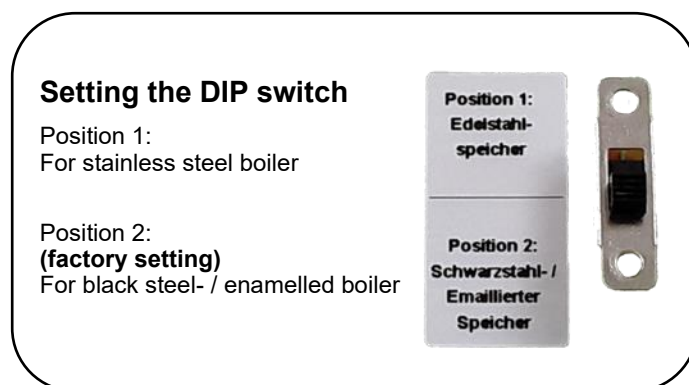 Setting the DIP switch
Position 1:
For stainless steel boiler
Position 2:
(factory setting)
For black steel- / enamelled boiler
Position 1:
Edelstahl-
speicher
Position 2:
Schwarzstahl- /
Emaillierter
Speicher